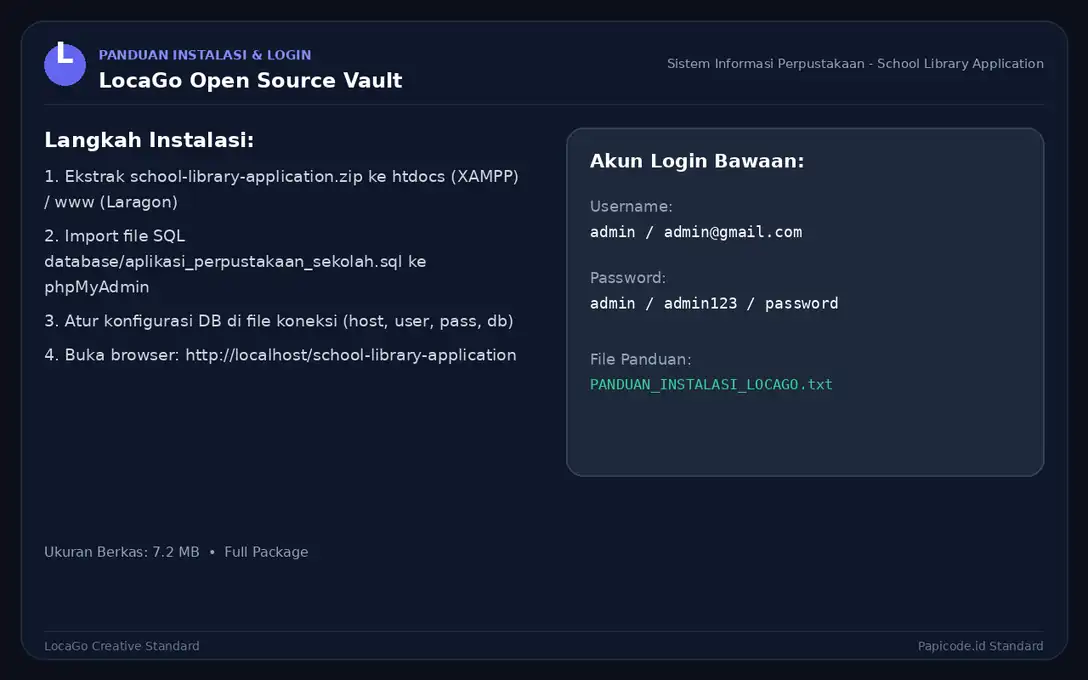 L
PANDUAN INSTALASI & LOGIN
LocaGo Open Source Vault
Sistem Informasi Perpustakaan - School Library Application
Langkah Instalasi:
1. Ekstrak school-library-application.zip ke htdocs (XAMPP)
/ www (Laragon)
2. Import file SQL
database/aplikasi_perpustakaan_sekolah.sql ke
phpMyAdmin
3. Atur konfigurasi DB di file koneksi (host, user, pass, db)
4. Buka browser: http://localhost/school-library-application
Akun Login Bawaan:
Username:
admin / admin@gmail.com
Password:
admin / admin123 / password
File Panduan:
PANDUAN_INSTALASI_LOCAGO.txt
Ukuran Berkas: 7.2 MB • Full Package
LocaGo Creative Standard
Papicode.id Standard